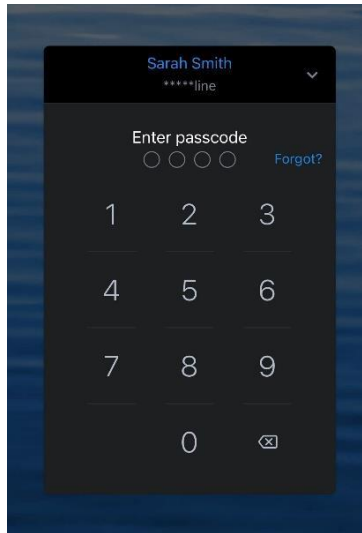 Sarah Smith
*****line
Enter passcode
Forgot?
1 2 3
4 5 6
7 8 9
0